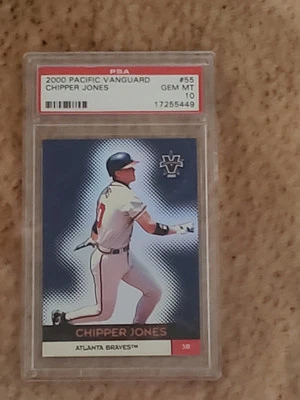 PSA
2000 PACIFIC VANGUARD #55
CHIPPER JONES GEM MT
10
17255449
V
CHIPPER JONES
ATLANTA BRAVES™ 3B